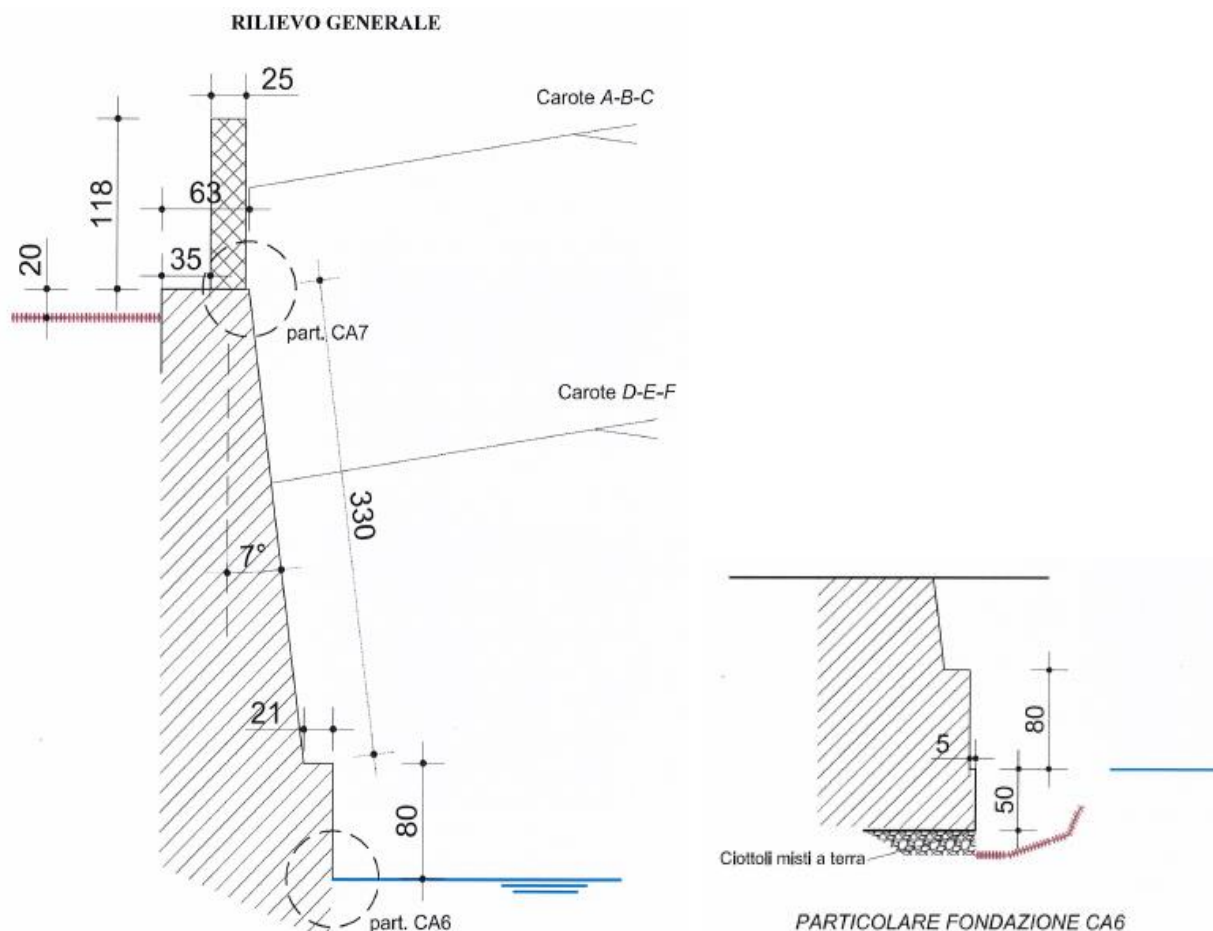 RILIEVO GENERALE
25
Carote A-B-C
63
118
20
35
part. CA7
Carote D-E-F
330
7°
21
80
part. CA6
80
5
50
Ciottoli misti a terra
PARTICOLARE FONDAZIONE CA6